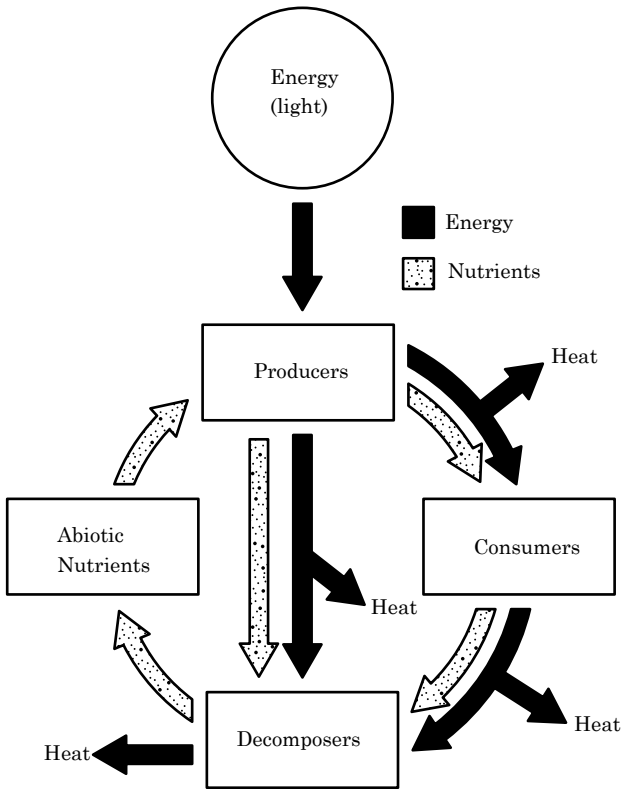 Energy
(light)
Energy
Nutrients
Producers
Heat
Abiotic
Nutrients
Consumers
Heat
Decomposers
Heat
Heat